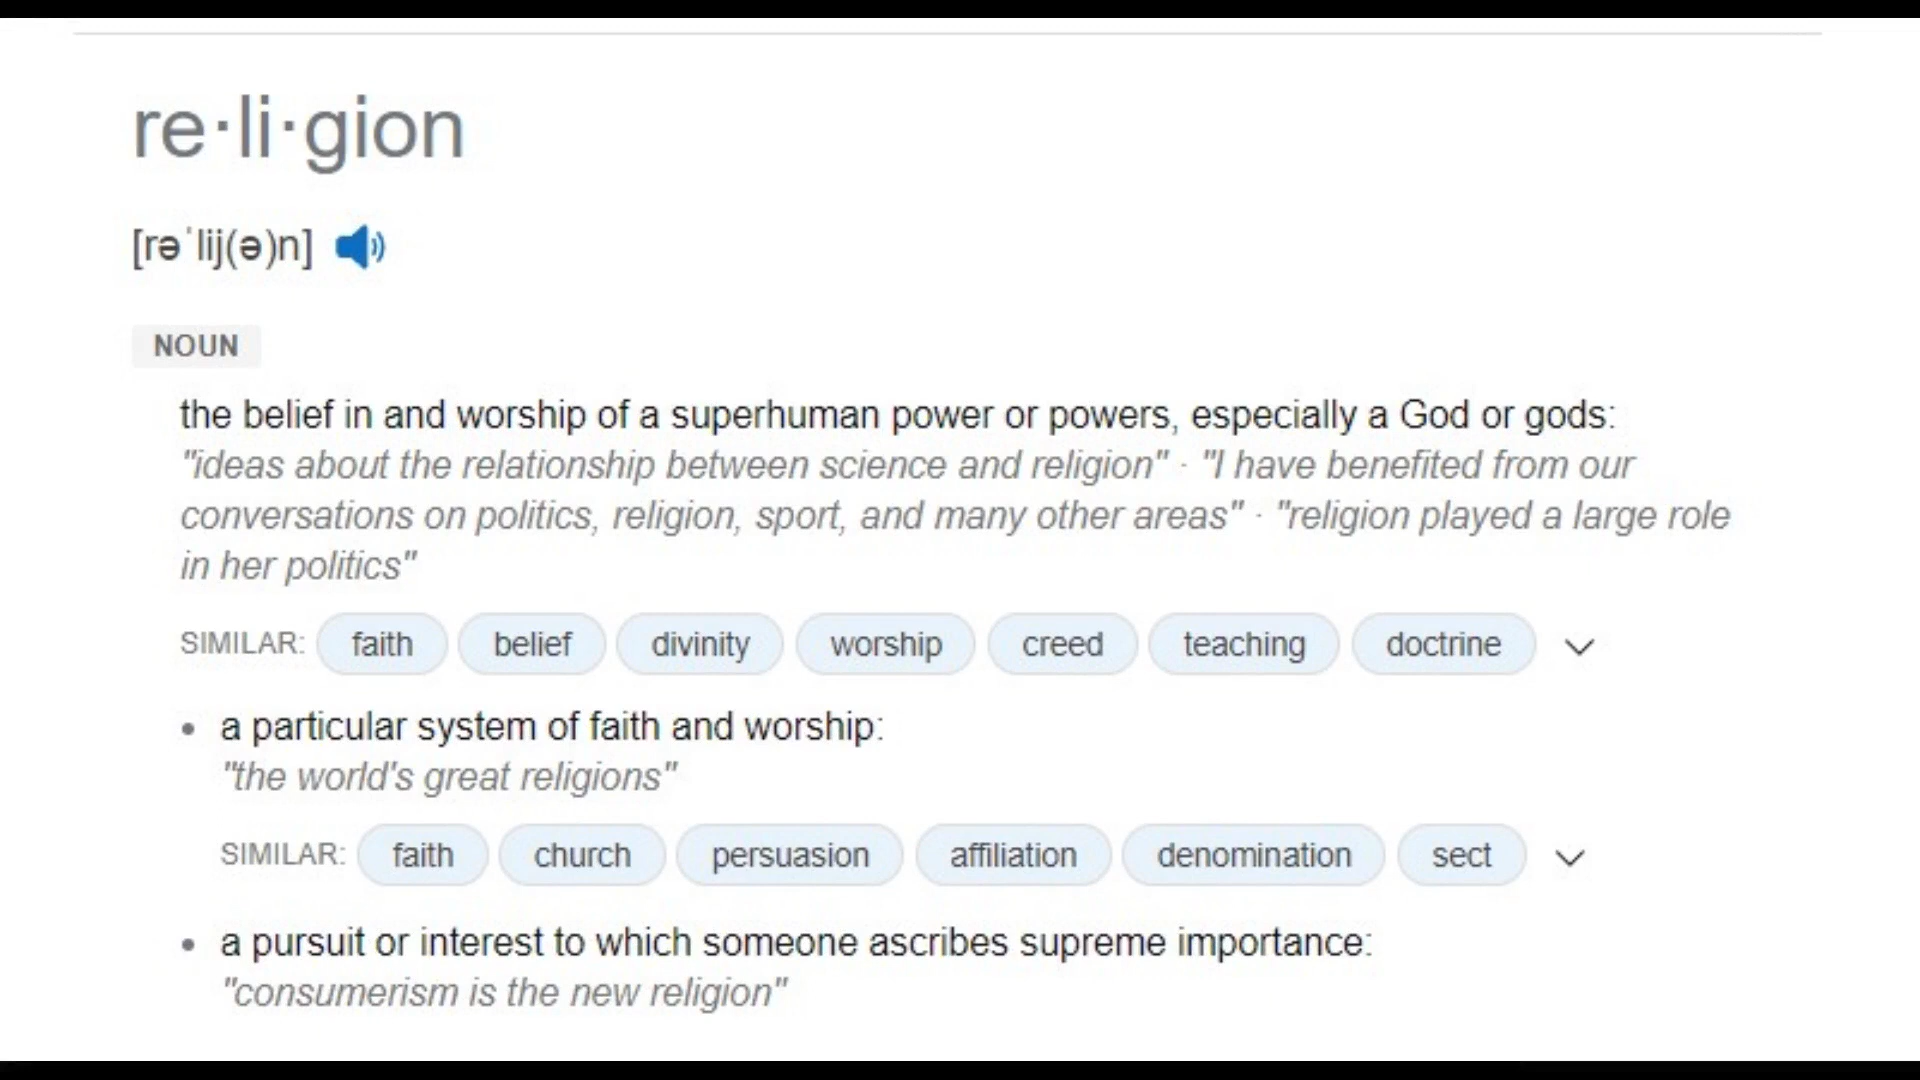 re·li·gion
[rəˈlij(ə)n]
NOUN
the belief in and worship of a superhuman power or powers, especially a God or gods:
"ideas about the relationship between science and religion" · "I have benefited from our
conversations on politics, religion, sport, and many other areas" · "religion played a large role
in her politics"
SIMILAR: faith belief divinity worship creed teaching doctrine
• a particular system of faith and worship:
"the world's great religions"
SIMILAR: faith church persuasion affiliation denomination sect
• a pursuit or interest to which someone ascribes supreme importance:
"consumerism is the new religion"